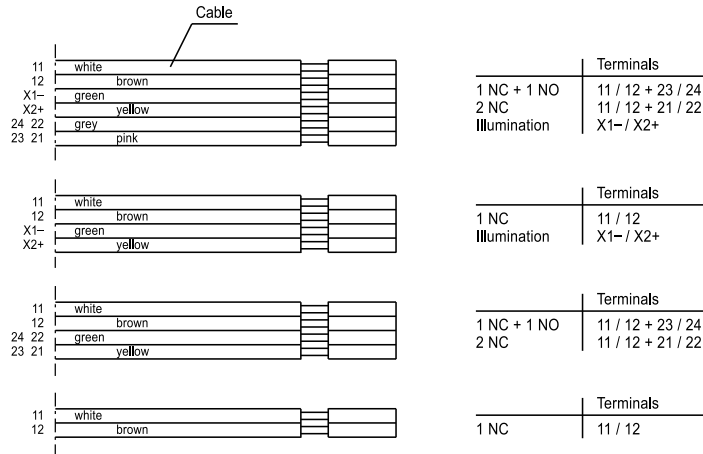 Cable
11 white
12 brown
X1– green
X2+ yellow
24 22 grey
23 21 pink
Terminals
1 NC + 1 NO 11 / 12 + 23 / 24
2 NC 11 / 12 + 21 / 22
Illumination X1– / X2+
11 white
12 brown
X1– green
X2+ yellow
Terminals
1 NC 11 / 12
Illumination X1– / X2+
11 white
12 brown
24 22 green
23 21 yellow
Terminals
1 NC + 1 NO 11 / 12 + 23 / 24
2 NC 11 / 12 + 21 / 22
11 white
12 brown
Terminals
1 NC 11 / 12